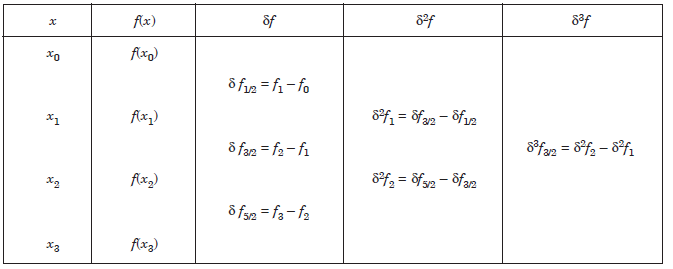 x f(x) δf δ²f δ³f
x₀ f(x₀)
δ f₁/₂ = f₁ – f₀
x₁ f(x₁) δ²f₁ = δf₃/₂ – δf₁/₂
δ f₃/₂ = f₂ – f₁ δ³f₃/₂ = δ²f₂ – δ²f₁
x₂ f(x₂) δ²f₂ = δf₅/₂ – δf₃/₂
δ f₅/₂ = f₃ – f₂
x₃ f(x₃)